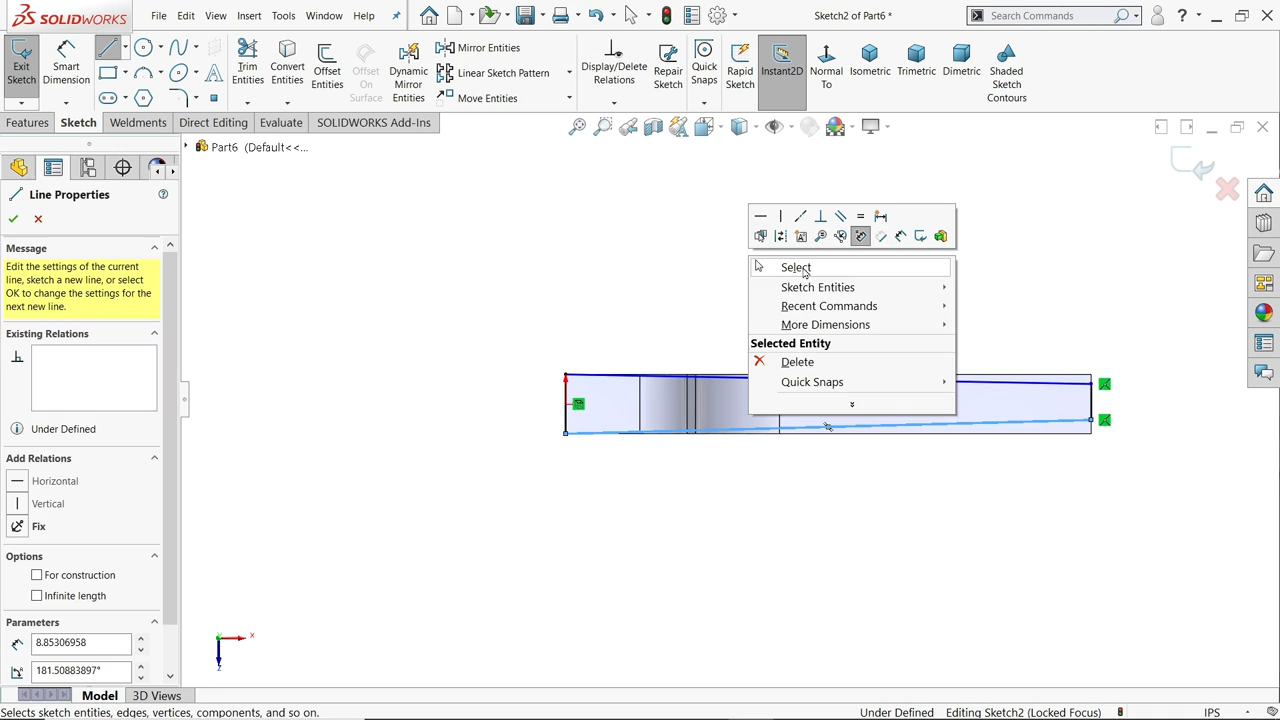 SOLIDWORKS
File
Edit
View
Insert
Tools
Window
Help
Sketch2 of Part6 *
Search Commands
Exit Sketch
Smart Dimension
Trim Entities
Convert Entities
Offset Entities
Offset On Surface
Dynamic Mirror Entities
Mirror Entities
Linear Sketch Pattern
Move Entities
Display/Delete Relations
Repair Sketch
Quick Snaps
Rapid Sketch
Instant2D
Normal To
Isometric
Trimetric
Dimetric
Shaded Sketch Contours
Features
Sketch
Weldments
Direct Editing
Evaluate
SOLIDWORKS Add-Ins
Part6 (Default<<...
Line Properties
Message
Edit the settings of the current
line, sketch a new line, or select
OK to change the settings for the
next new line.
Existing Relations
Under Defined
Add Relations
Horizontal
Vertical
Fix
Options
For construction
Infinite length
Parameters
8.85306958
181.50883897°
Select
Sketch Entities
Recent Commands
More Dimensions
Selected Entity
Delete
Quick Snaps
x
Model
3D Views
Selects sketch entities, edges, vertices, components, and so on.
Under Defined
Editing Sketch2 (Locked Focus)
IPS